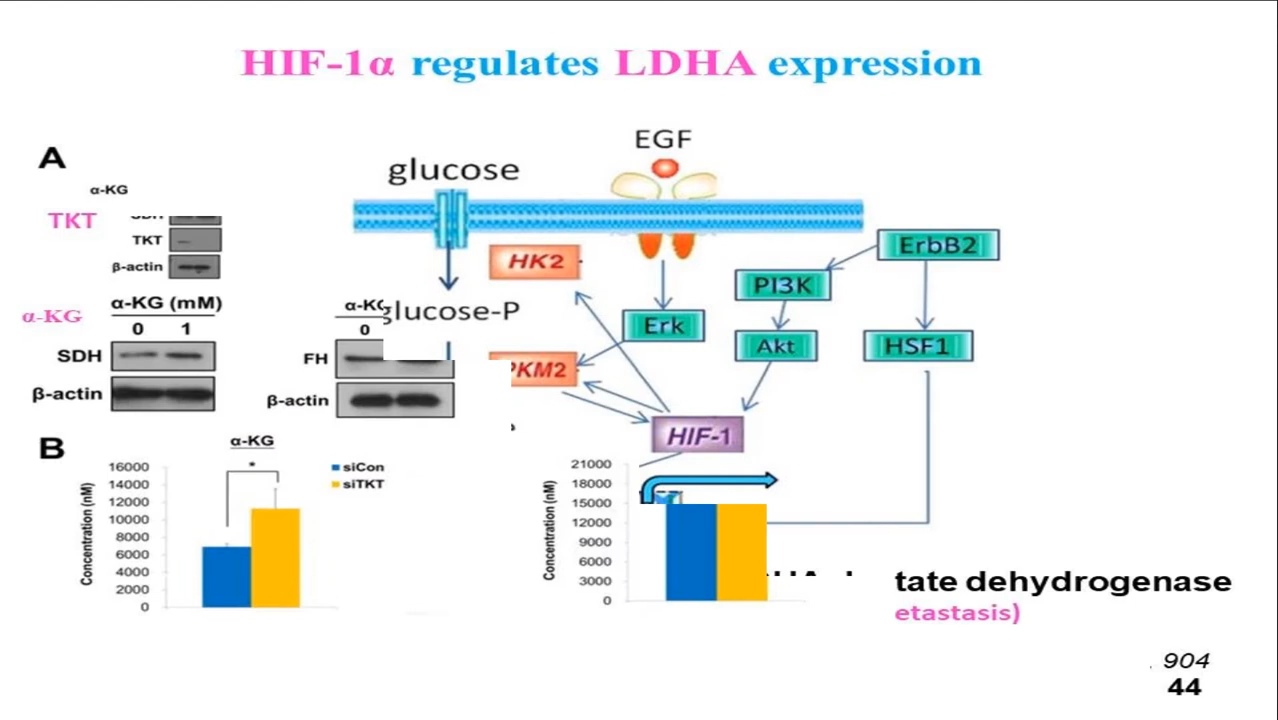 HIF-1α regulates LDHA expression
A
α-KG
TKT
TKT
β-actin
α-KG
α-KG (mM)
0 1
SDH
β-actin
0
FH
β-actin
glucose
EGF
HK2
glucose-P
Erk
PKM2
HIF-1
PI3K
Akt
ErbB2
HSF1
B
α-KG
*
siCon
siTKT
Concentration (nM)
16000
14000
12000
10000
8000
6000
4000
2000
0
Concentration (nM)
21000
18000
15000
12000
9000
6000
3000
0
tate dehydrogenase
etastasis)
904
44